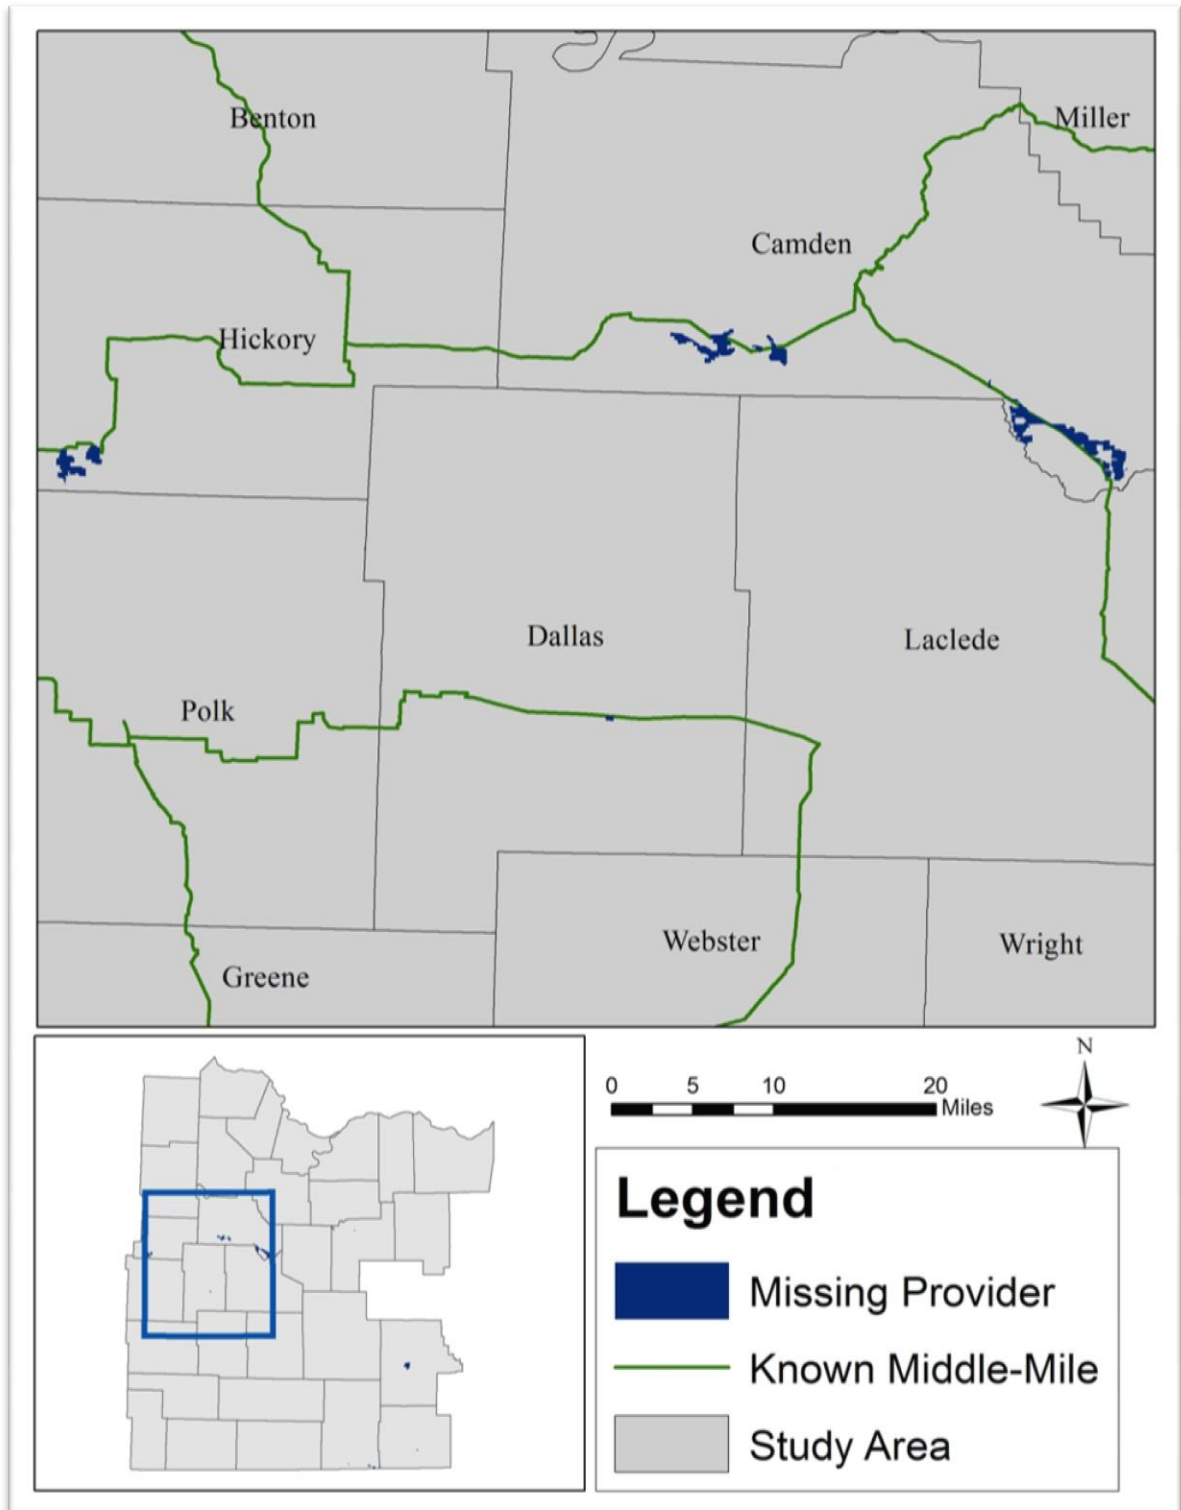 Benton
Miller
Camden
Hickory
Dallas
Laclede
Polk
Webster
Wright
Greene
N
0 5 10 20
Miles
Legend
Missing Provider
Known Middle-Mile
Study Area